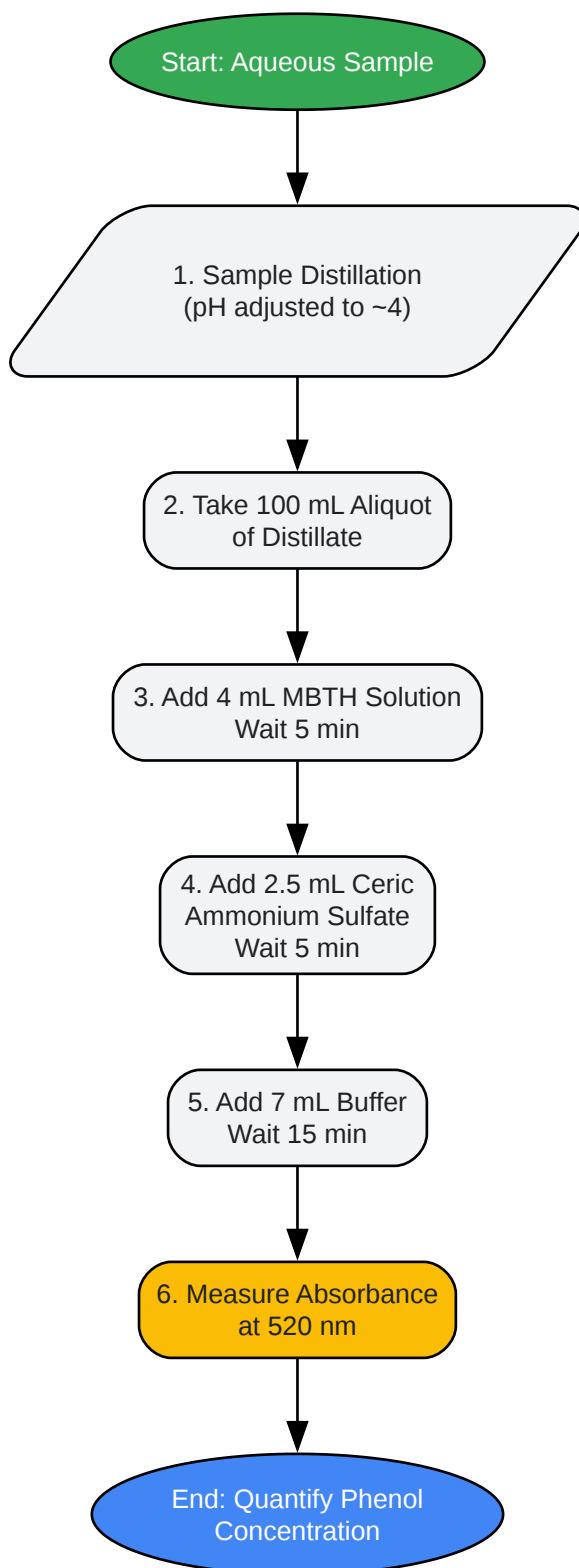 Start: Aqueous Sample
1. Sample Distillation
(pH adjusted to ~4)
2. Take 100 mL Aliquot
of Distillate
3. Add 4 mL MBTH Solution
Wait 5 min
4. Add 2.5 mL Ceric
Ammonium Sulfate
Wait 5 min
5. Add 7 mL Buffer
Wait 15 min
6. Measure Absorbance
at 520 nm
End: Quantify Phenol
Concentration